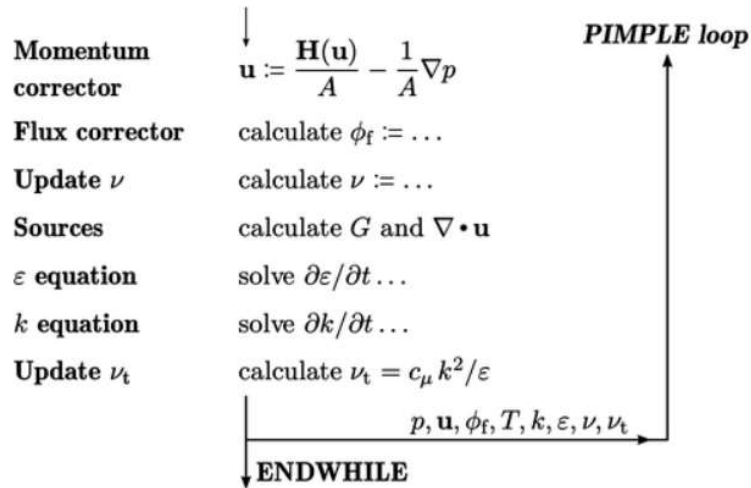 PIMPLE loop
Momentum corrector u := H(u)/A − 1/A ∇p
Flux corrector calculate ϕf := …
Update ν calculate ν := …
Sources calculate G and ∇ • u
ε equation solve ∂ε/∂t …
k equation solve ∂k/∂t …
Update νt calculate νt = cμ k²/ε
p, u, ϕf, T, k, ε, ν, νt
ENDWHILE